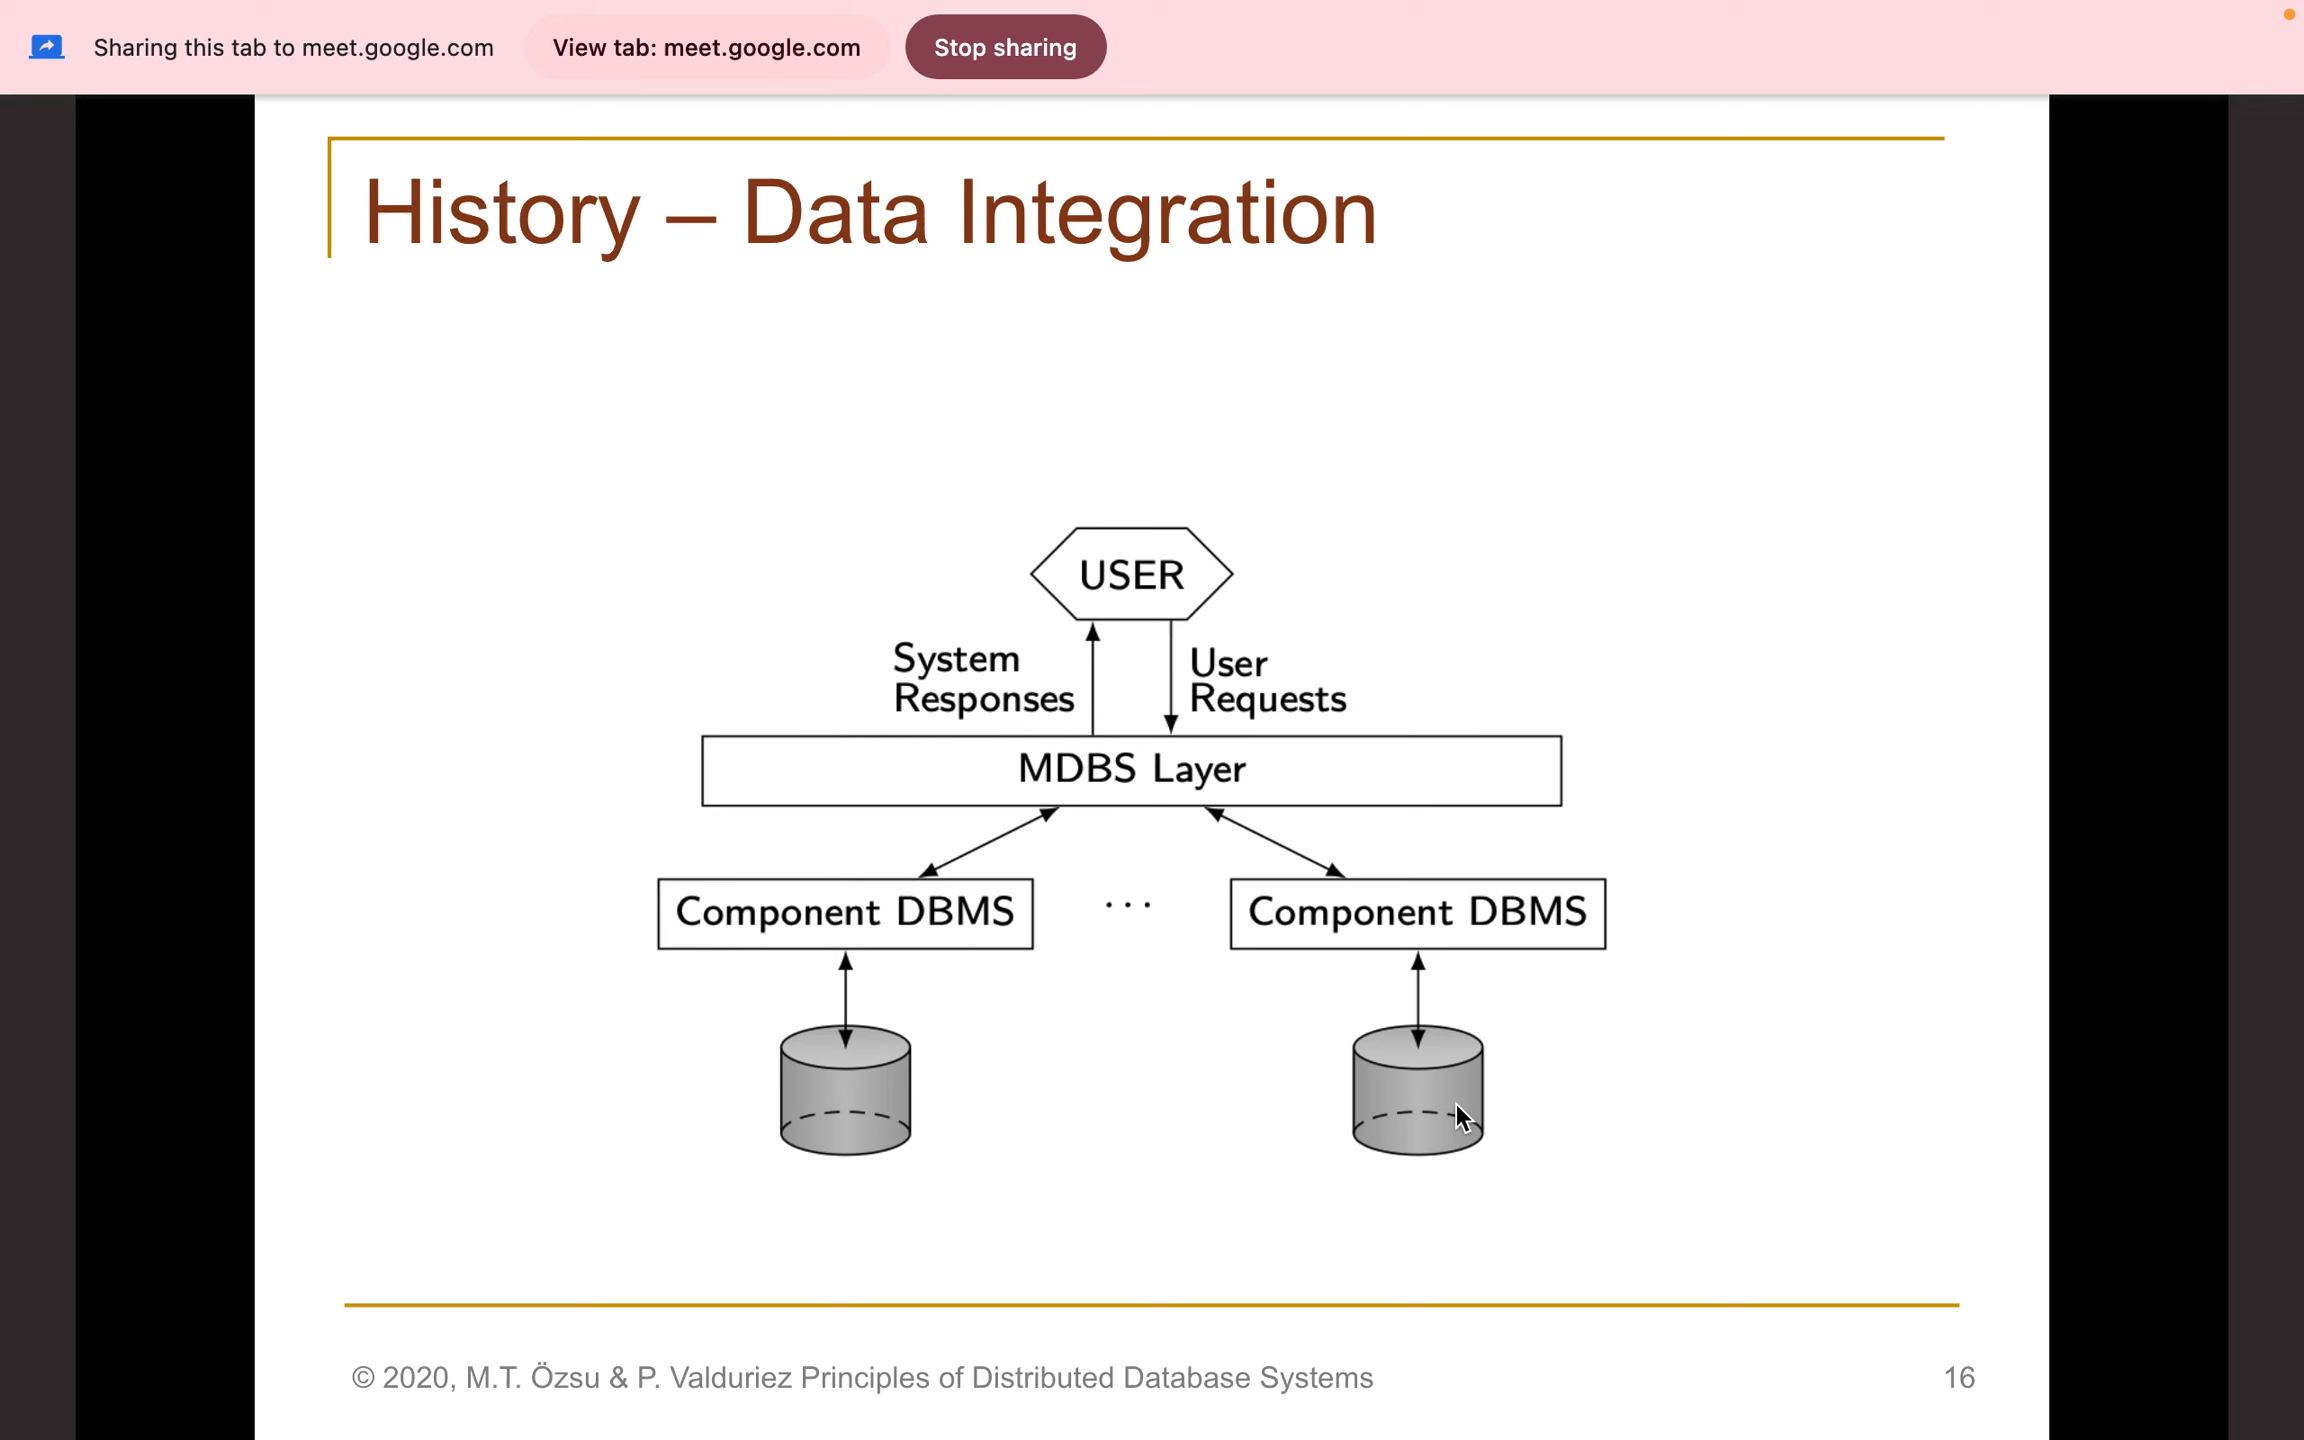 Sharing this tab to meet.google.com View tab: meet.google.com Stop sharing
History – Data Integration
USER
System
Responses
User
Requests
MDBS Layer
Component DBMS ... Component DBMS
© 2020, M.T. Özsu & P. Valduriez Principles of Distributed Database Systems 16